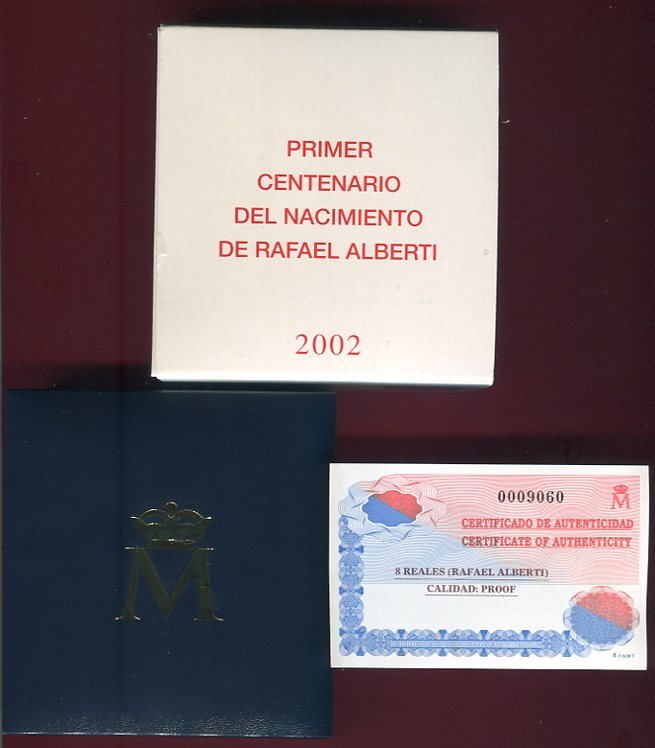 PRIMER
CENTENARIO
DEL NACIMIENTO
DE RAFAEL ALBERTI
2002
M
0009060
M
CERTIFICADO DE AUTENTICIDAD
CERTIFICATE OF AUTHENTICITY
8 REALES (RAFAEL ALBERTI)
CALIDAD: PROOF
F.N.M.T.